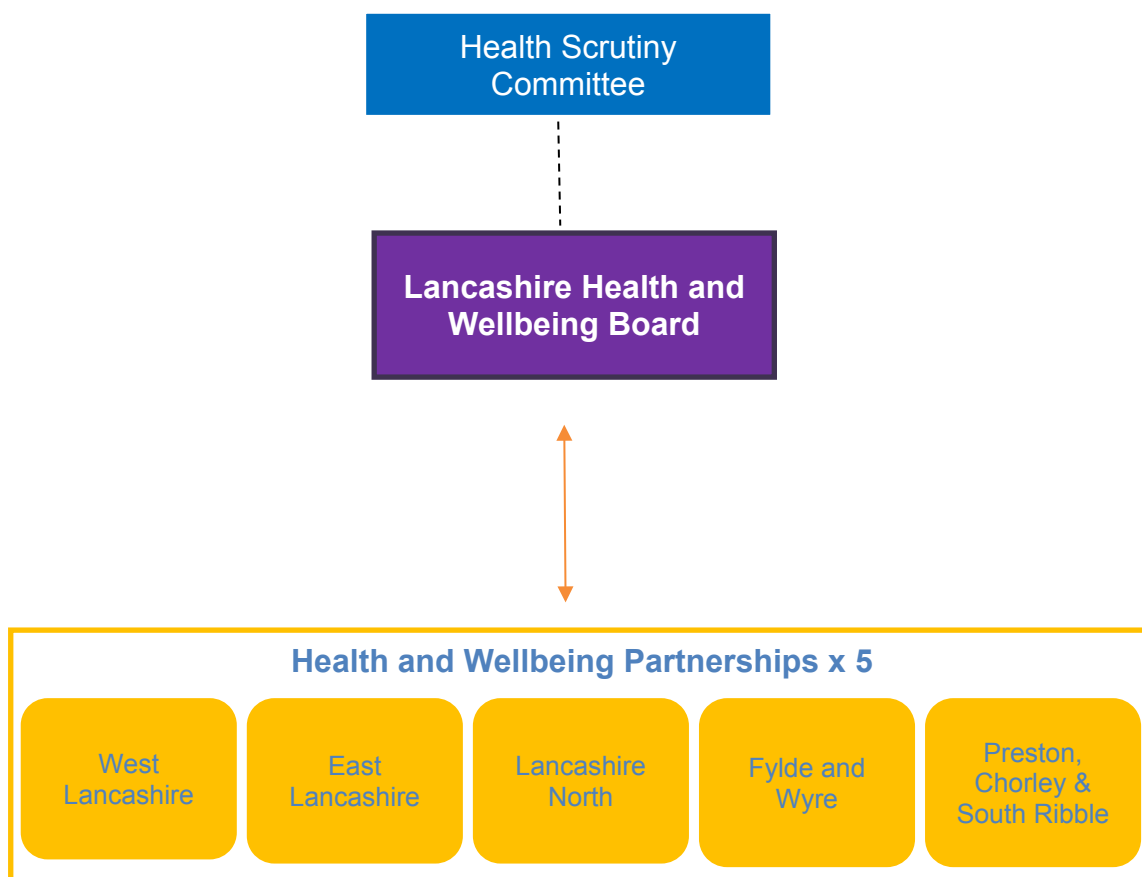 Health Scrutiny
Committee
Lancashire Health and
Wellbeing Board
Health and Wellbeing Partnerships x 5
West
Lancashire
East
Lancashire
Lancashire
North
Fylde and
Wyre
Preston,
Chorley &
South Ribble